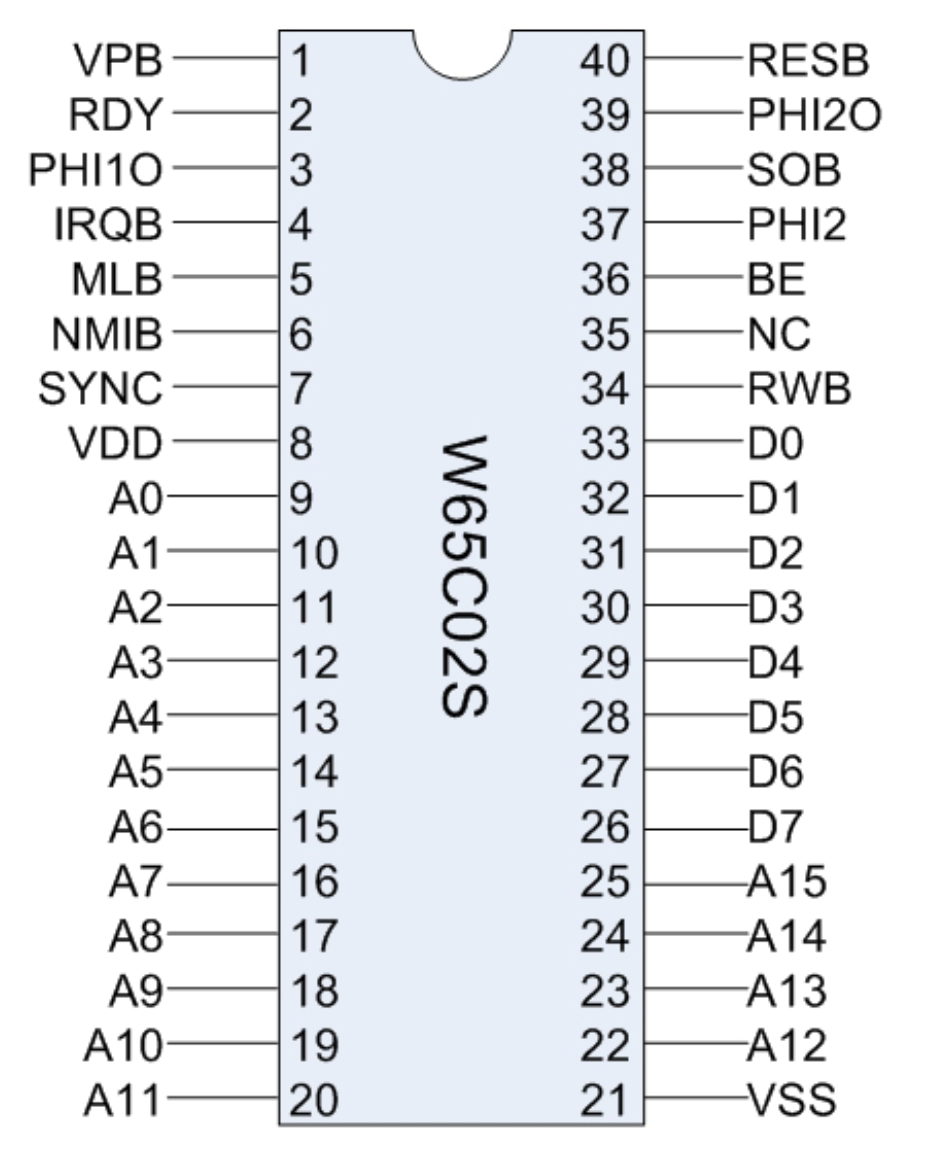 VPB 1 40 RESB
RDY 2 39 PHI2O
PHI1O 3 38 SOB
IRQB 4 37 PHI2
MLB 5 36 BE
NMIB 6 35 NC
SYNC 7 34 RWB
VDD 8 33 D0
A0 9 32 D1
A1 10 31 D2
A2 11 30 D3
A3 12 29 D4
A4 13 28 D5
A5 14 27 D6
A6 15 26 D7
A7 16 25 A15
A8 17 24 A14
A9 18 23 A13
A10 19 22 A12
A11 20 21 VSS
W65C02S